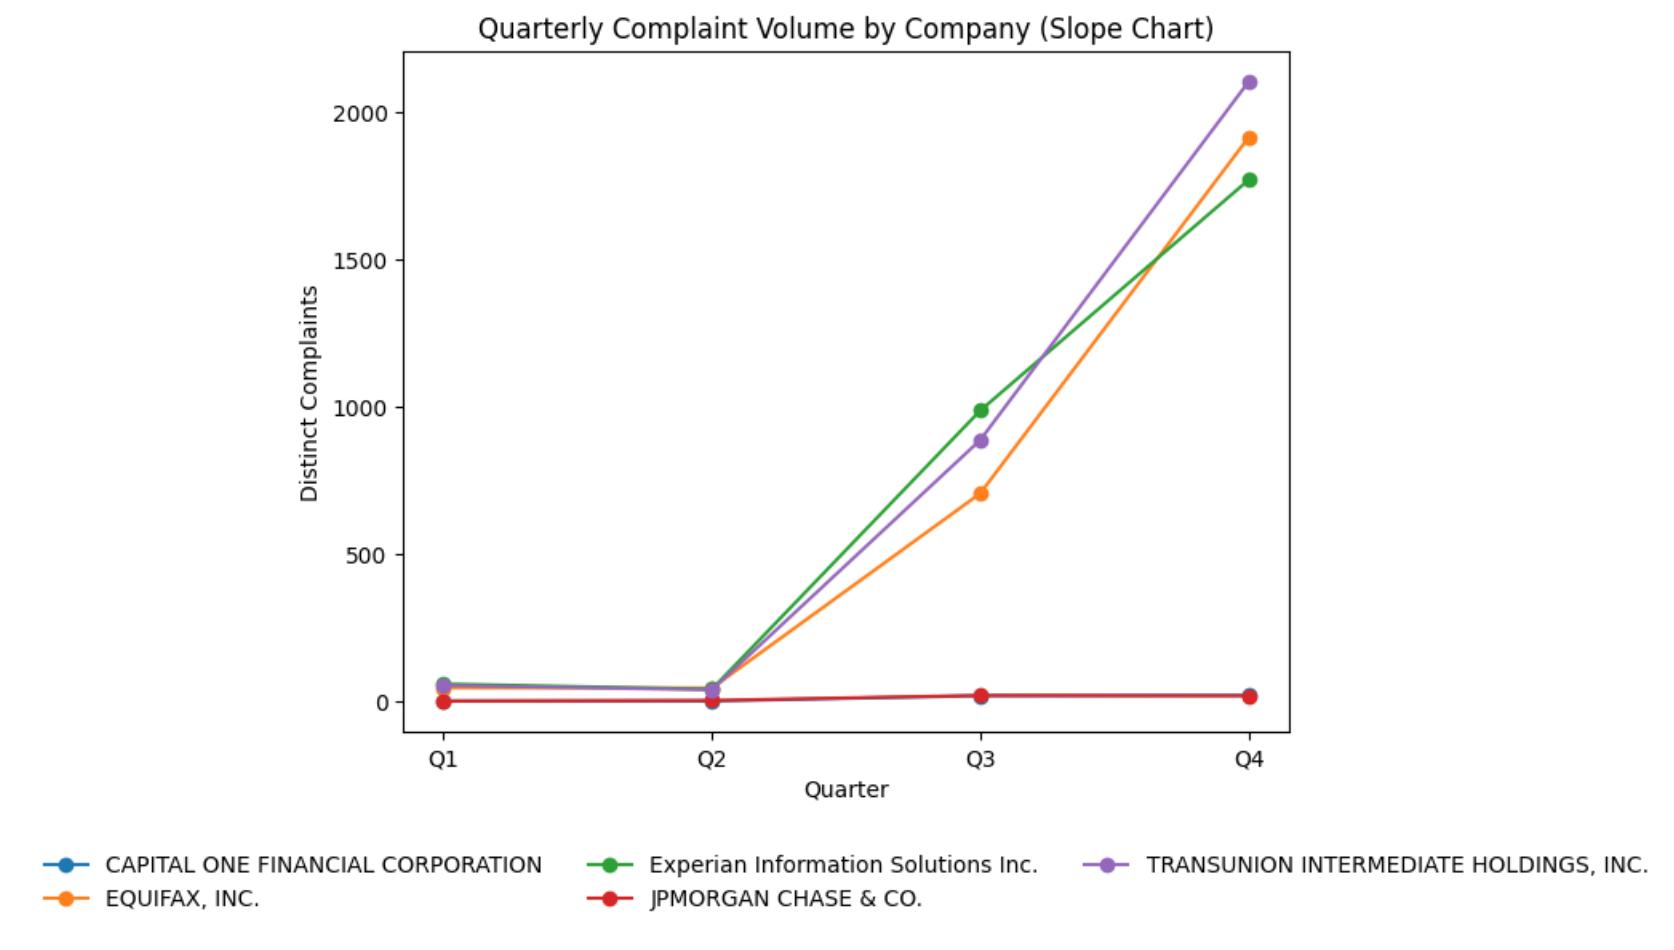 Quarterly Complaint Volume by Company (Slope Chart)
2000
1500
1000
500
0
Distinct Complaints
Q1 Q2 Q3 Q4
Quarter
CAPITAL ONE FINANCIAL CORPORATION
EQUIFAX, INC.
Experian Information Solutions Inc.
JPMORGAN CHASE & CO.
TRANSUNION INTERMEDIATE HOLDINGS, INC.